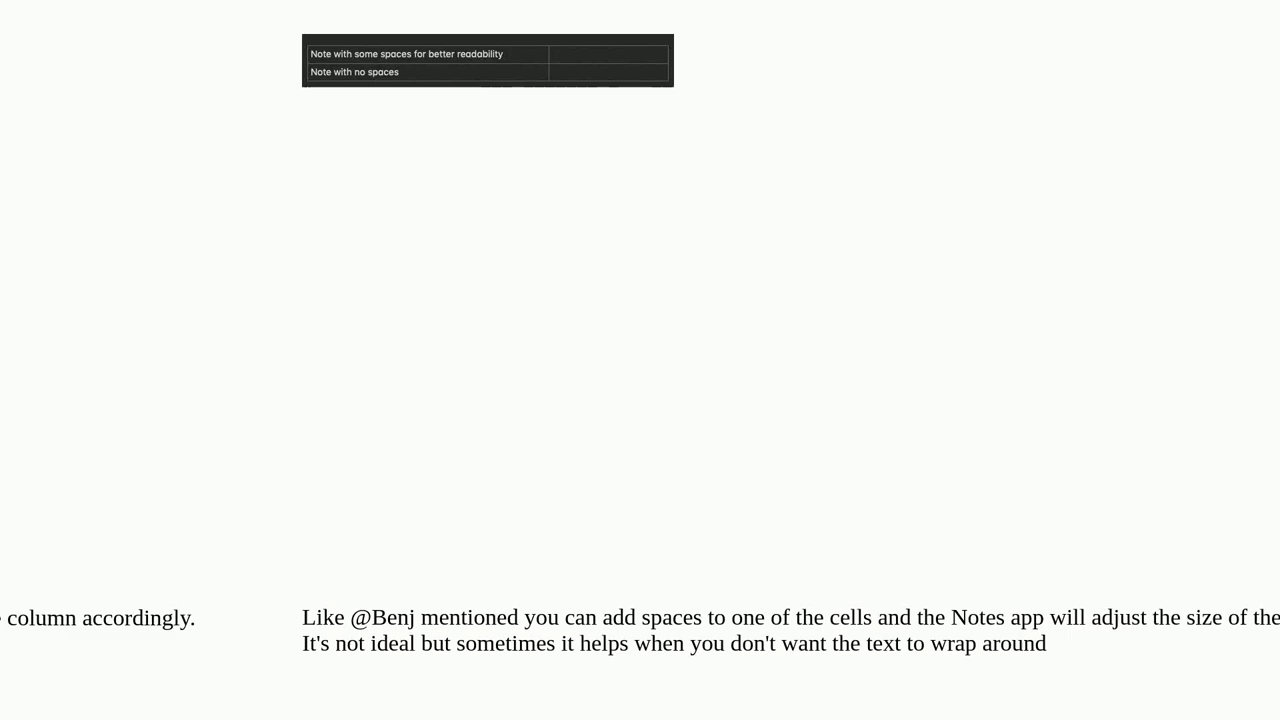 Note with some spaces for better readability
Note with no spaces
column accordingly.
Like @Benj mentioned you can add spaces to one of the cells and the Notes app will adjust the size of the
It's not ideal but sometimes it helps when you don't want the text to wrap around